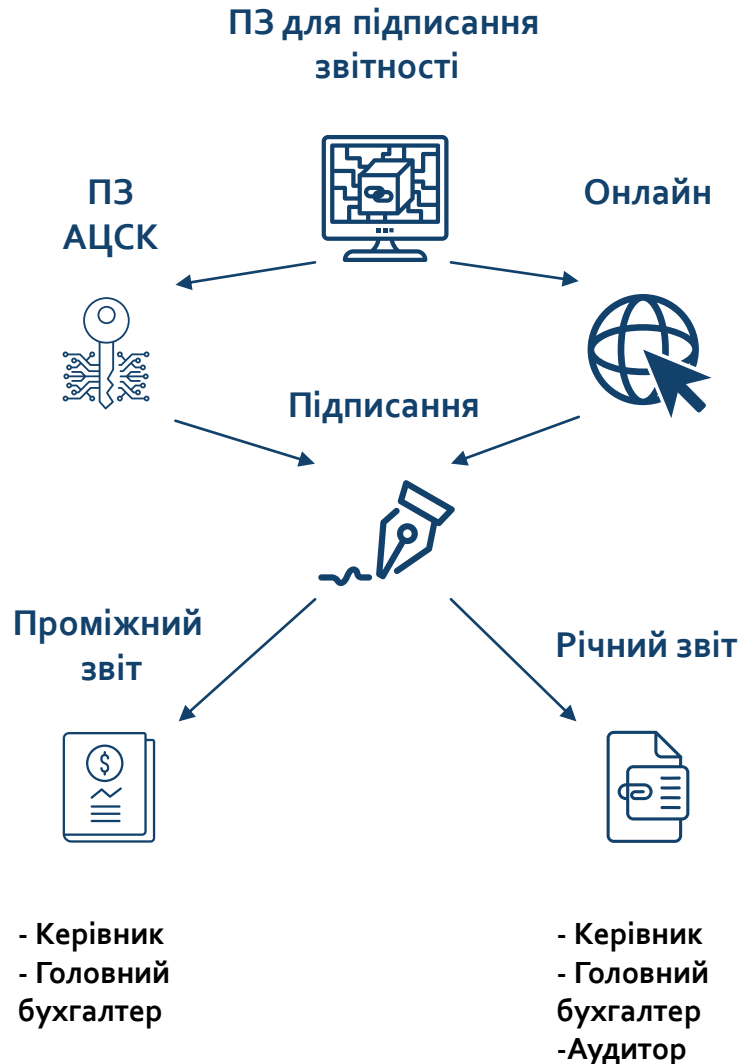 ПЗ для підписання
звітності
ПЗ
АЦСК
Онлайн
Підписання
Проміжний
звіт
Річний звіт
- Керівник
- Головний
бухгалтер
- Керівник
- Головний
бухгалтер
-Аудитор